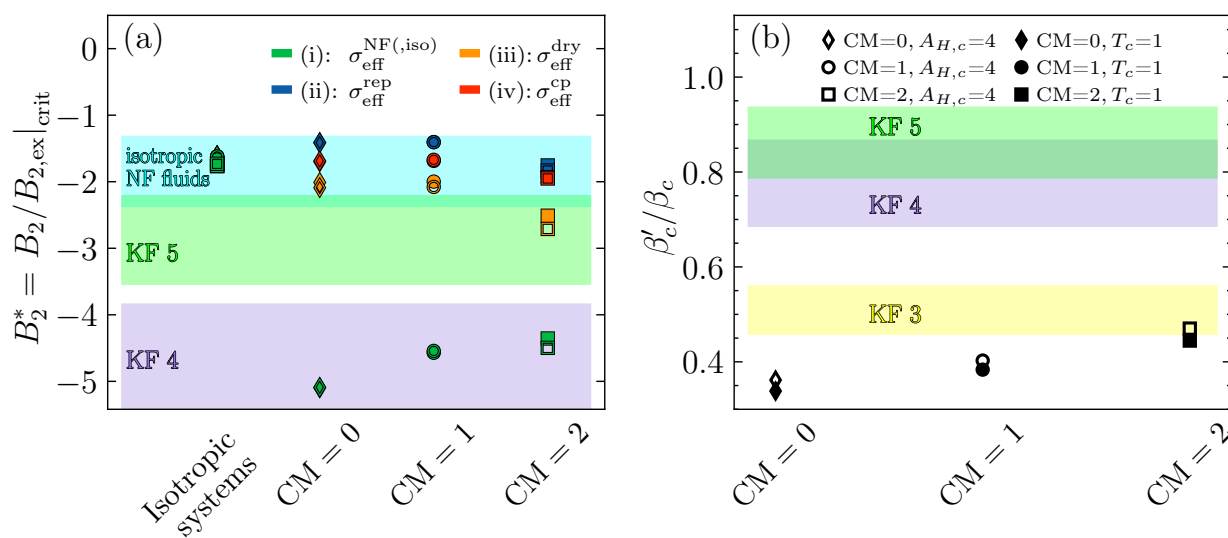 (a)
(i): σ_eff^NF(,iso)
(iii): σ_eff^dry
(ii): σ_eff^rep
(iv): σ_eff^cp
B₂* = B₂/B₂,ex|crit
0
−1
−2
−3
−4
−5
isotropic
NF fluids
KF 5
KF 4
Isotropic
systems
CM = 0
CM = 1
CM = 2
(b)
CM=0, A_H,c=4
CM=0, T_c=1
CM=1, A_H,c=4
CM=1, T_c=1
CM=2, A_H,c=4
CM=2, T_c=1
β′_c/β_c
1.0
0.8
0.6
0.4
KF 5
KF 4
KF 3
CM = 0
CM = 1
CM = 2